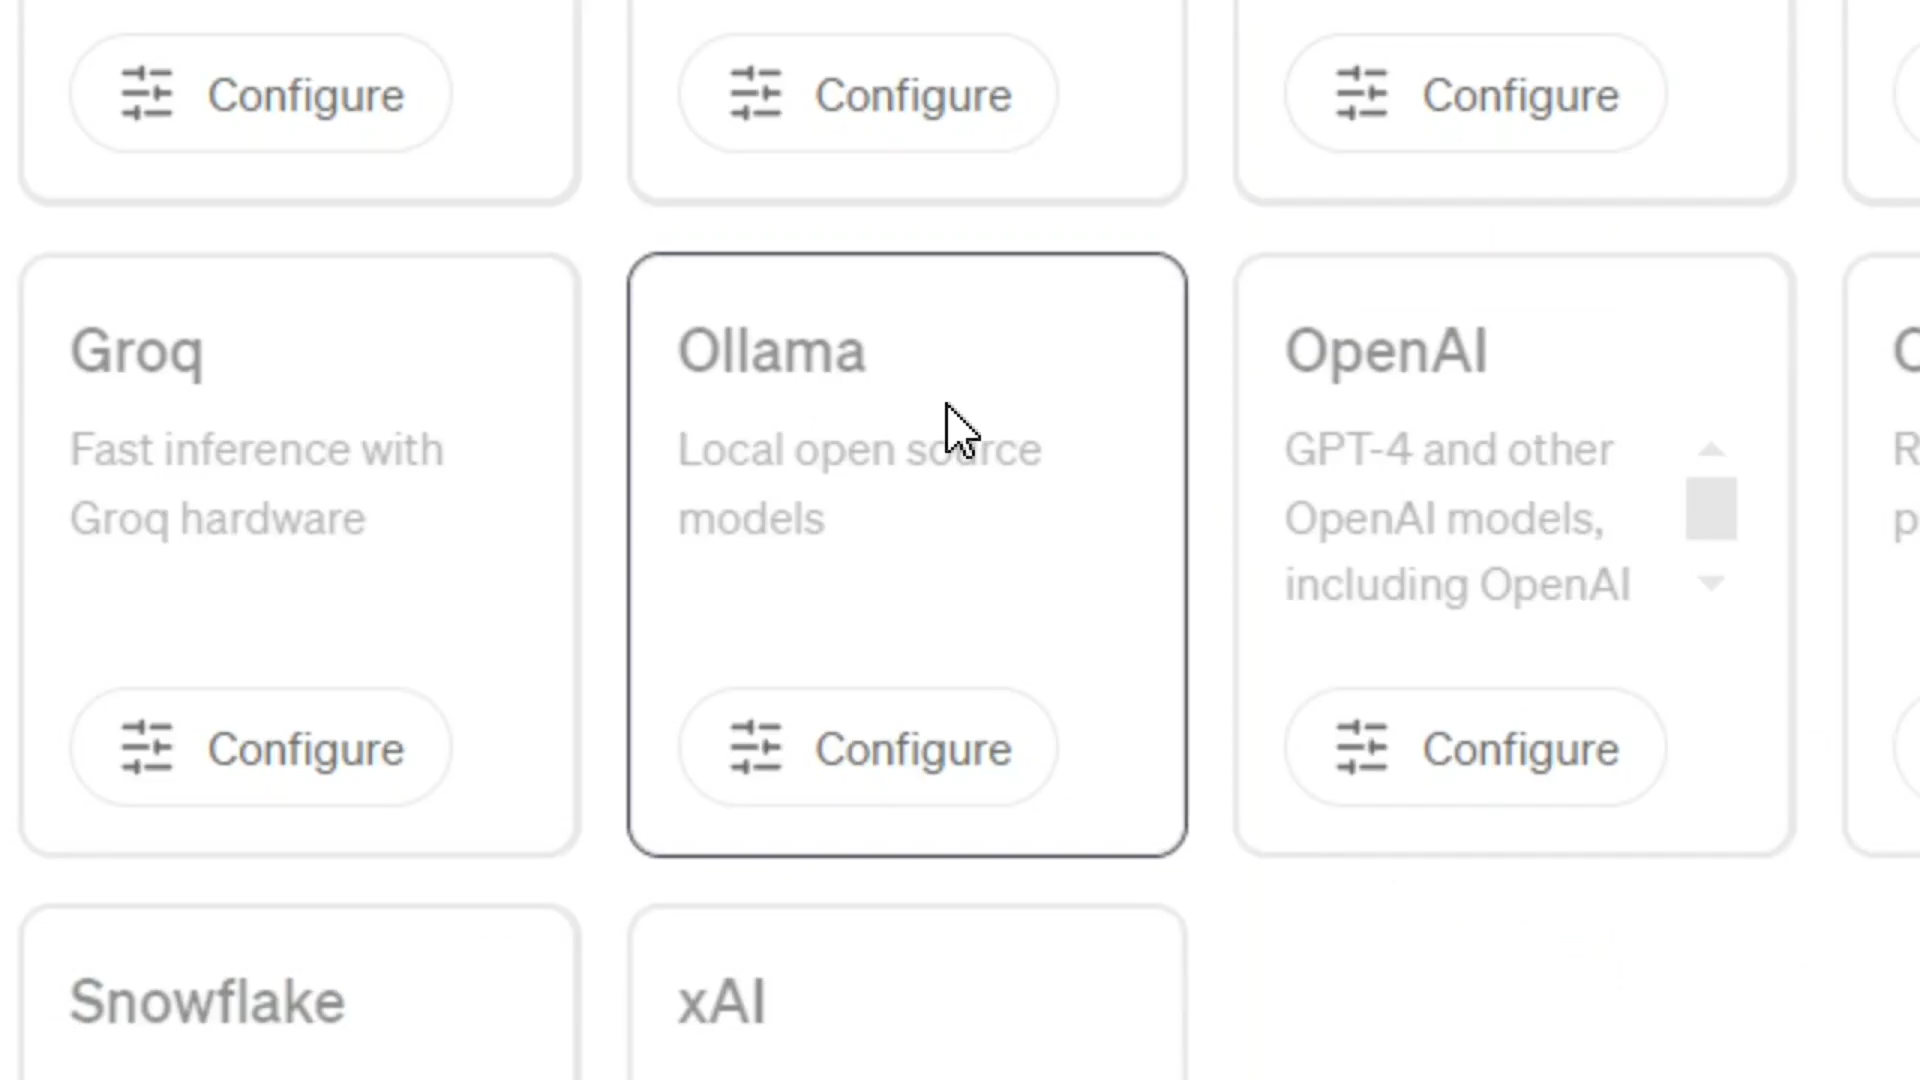 Configure
Configure
Configure
Groq
Fast inference with
Groq hardware
Configure
Ollama
Local open source
models
Configure
OpenAI
GPT-4 and other
OpenAI models,
including OpenAI
Configure
Snowflake
xAI